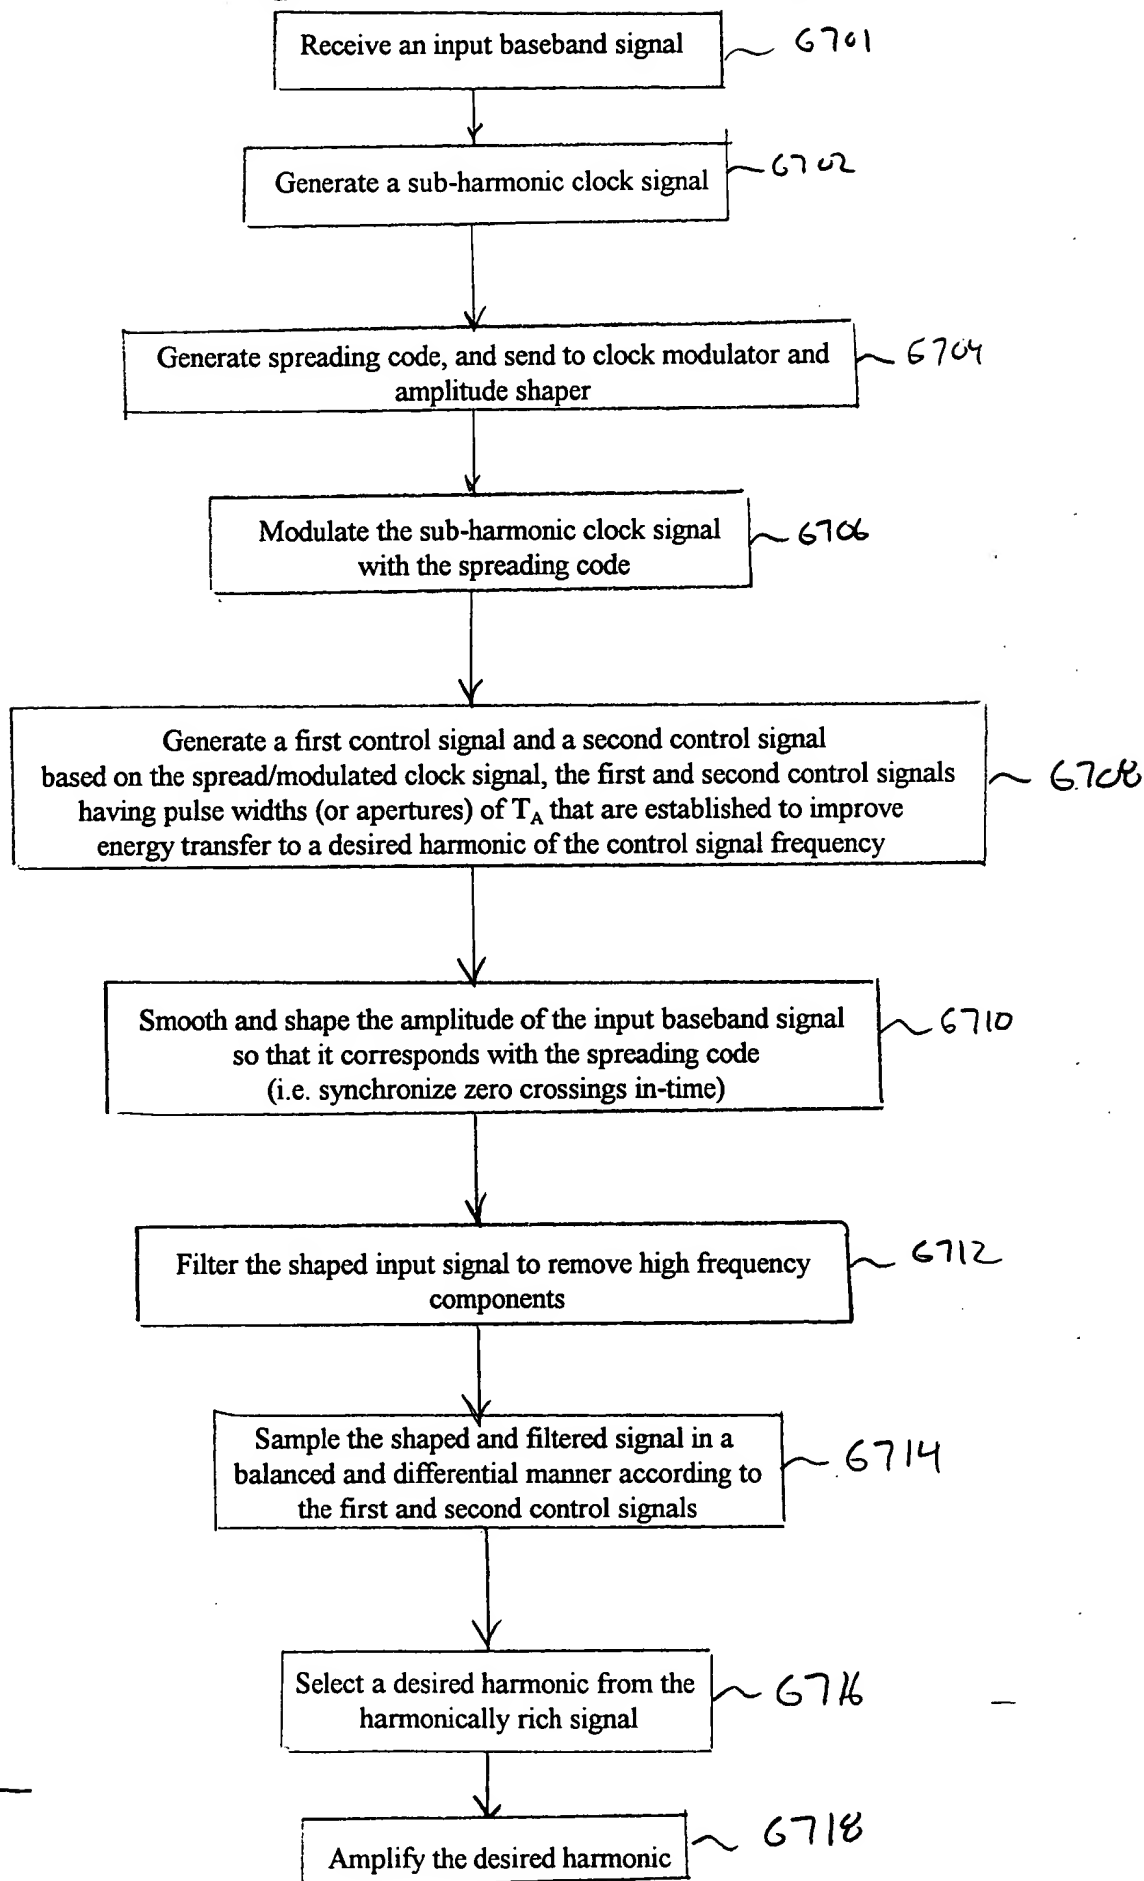 Receive an input baseband signal
6701
Generate a sub-harmonic clock signal
6702
Generate spreading code, and send to clock modulator and
amplitude shaper
6704
Modulate the sub-harmonic clock signal
with the spreading code
6706
Generate a first control signal and a second control signal
based on the spread/modulated clock signal, the first and second control signals
having pulse widths (or apertures) of T_A that are established to improve
energy transfer to a desired harmonic of the control signal frequency
6708
Smooth and shape the amplitude of the input baseband signal
so that it corresponds with the spreading code
(i.e. synchronize zero crossings in-time)
6710
Filter the shaped input signal to remove high frequency
components
6712
Sample the shaped and filtered signal in a
balanced and differential manner according to
the first and second control signals
6714
Select a desired harmonic from the
harmonically rich signal
6716
Amplify the desired harmonic
6718